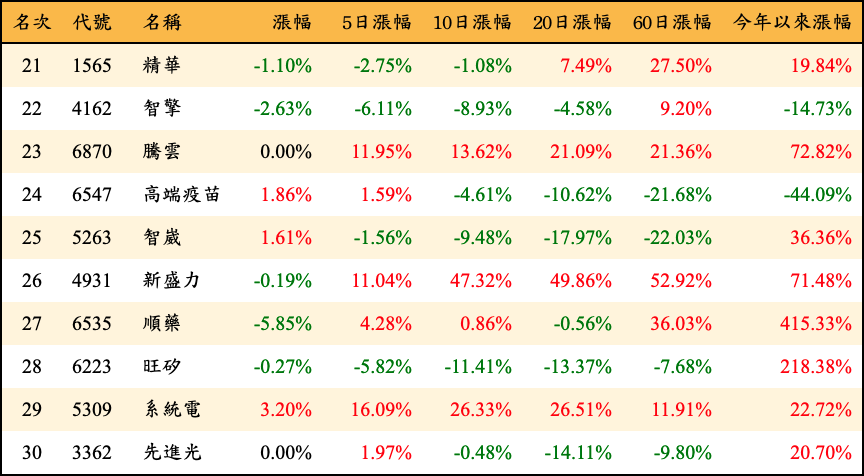 名次 代號 名稱 漲幅 5日漲幅 10日漲幅 20日漲幅 60日漲幅 今年以來漲幅
21 1565 精華 -1.10% -2.75% -1.08% 7.49% 27.50% 19.84%
22 4162 智擎 -2.63% -6.11% -8.93% -4.58% 9.20% -14.73%
23 6870 騰雲 0.00% 11.95% 13.62% 21.09% 21.36% 72.82%
24 6547 高端疫苗 1.86% 1.59% -4.61% -10.62% -21.68% -44.09%
25 5263 智崴 1.61% -1.56% -9.48% -17.97% -22.03% 36.36%
26 4931 新盛力 -0.19% 11.04% 47.32% 49.86% 52.92% 71.48%
27 6535 順藥 -5.85% 4.28% 0.86% -0.56% 36.03% 415.33%
28 6223 旺矽 -0.27% -5.82% -11.41% -13.37% -7.68% 218.38%
29 5309 系統電 3.20% 16.09% 26.33% 26.51% 11.91% 22.72%
30 3362 先進光 0.00% 1.97% -0.48% -14.11% -9.80% 20.70%